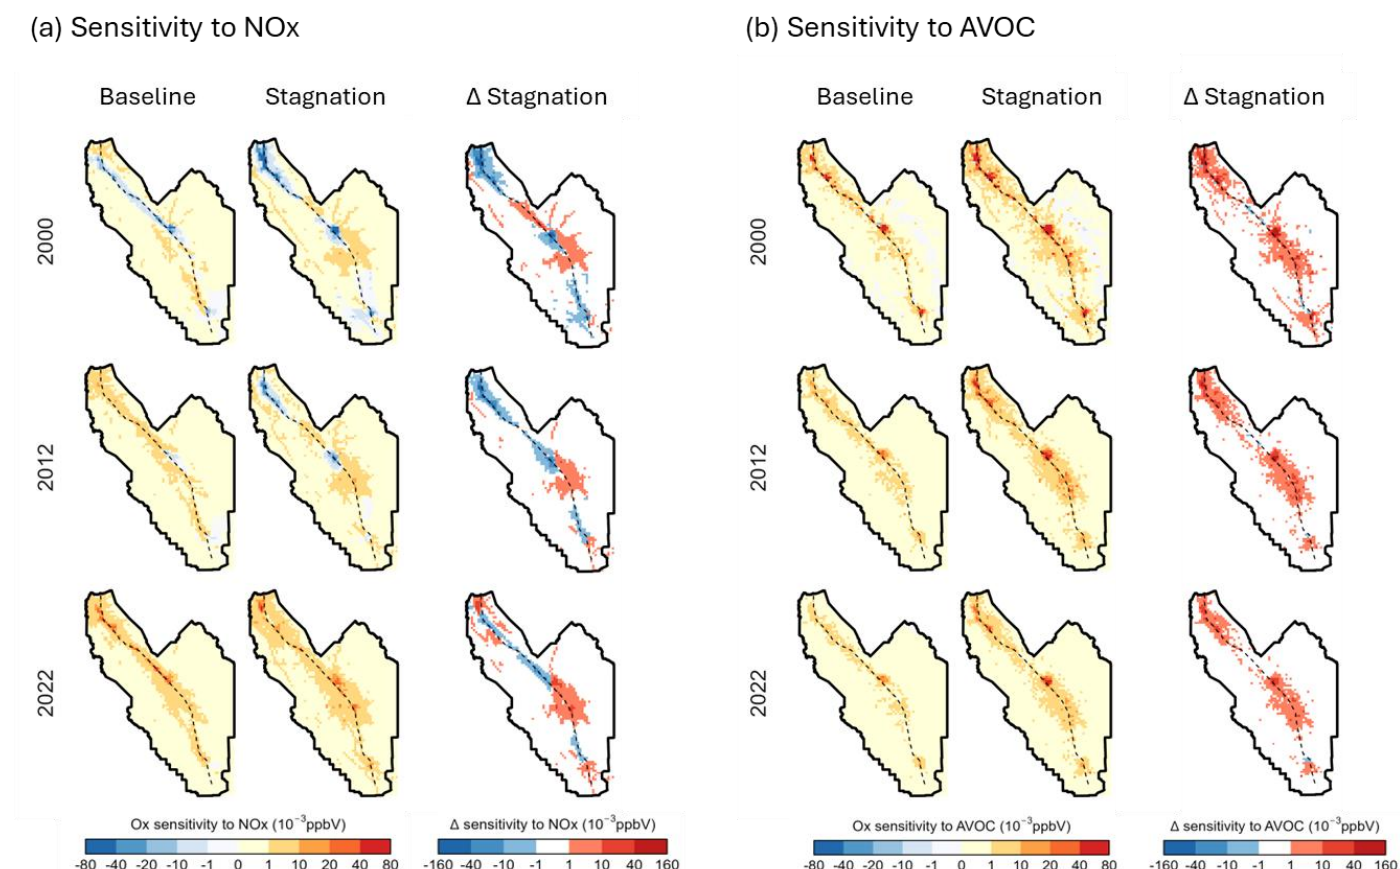 (a) Sensitivity to NOx
(b) Sensitivity to AVOC
Baseline
Stagnation
Δ Stagnation
Baseline
Stagnation
Δ Stagnation
2000
2000
2012
2012
2022
2022
Ox sensitivity to NOx (10⁻³ppbV)
-80 -40 -20 -10 -1 0 1 10 20 40 80
Δ sensitivity to NOx (10⁻³ppbV)
-160 -40 -10 -1 1 10 40 160
Ox sensitivity to AVOC (10⁻³ppbV)
-80 -40 -20 -10 -1 0 1 10 20 40 80
Δ sensitivity to AVOC (10⁻³ppbV)
-160 -40 -10 -1 1 10 40 160